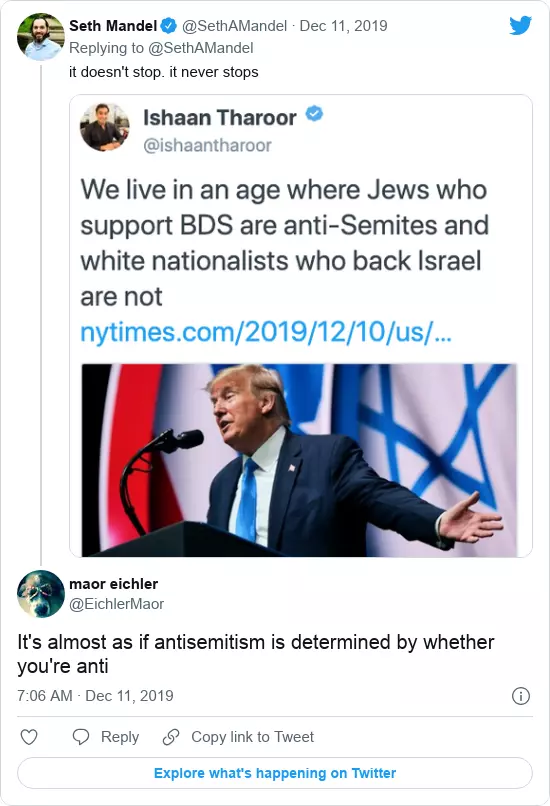 Seth Mandel @SethAMandel · Dec 11, 2019
Replying to @SethAMandel
it doesn't stop. it never stops
Ishaan Tharoor
@ishaantharoor
We live in an age where Jews who
support BDS are anti-Semites and
white nationalists who back Israel
are not
nytimes.com/2019/12/10/us/...
maor eichler
@EichlerMaor
It's almost as if antisemitism is determined by whether
you're anti
7:06 AM · Dec 11, 2019
Reply
Copy link to Tweet
Explore what's happening on Twitter